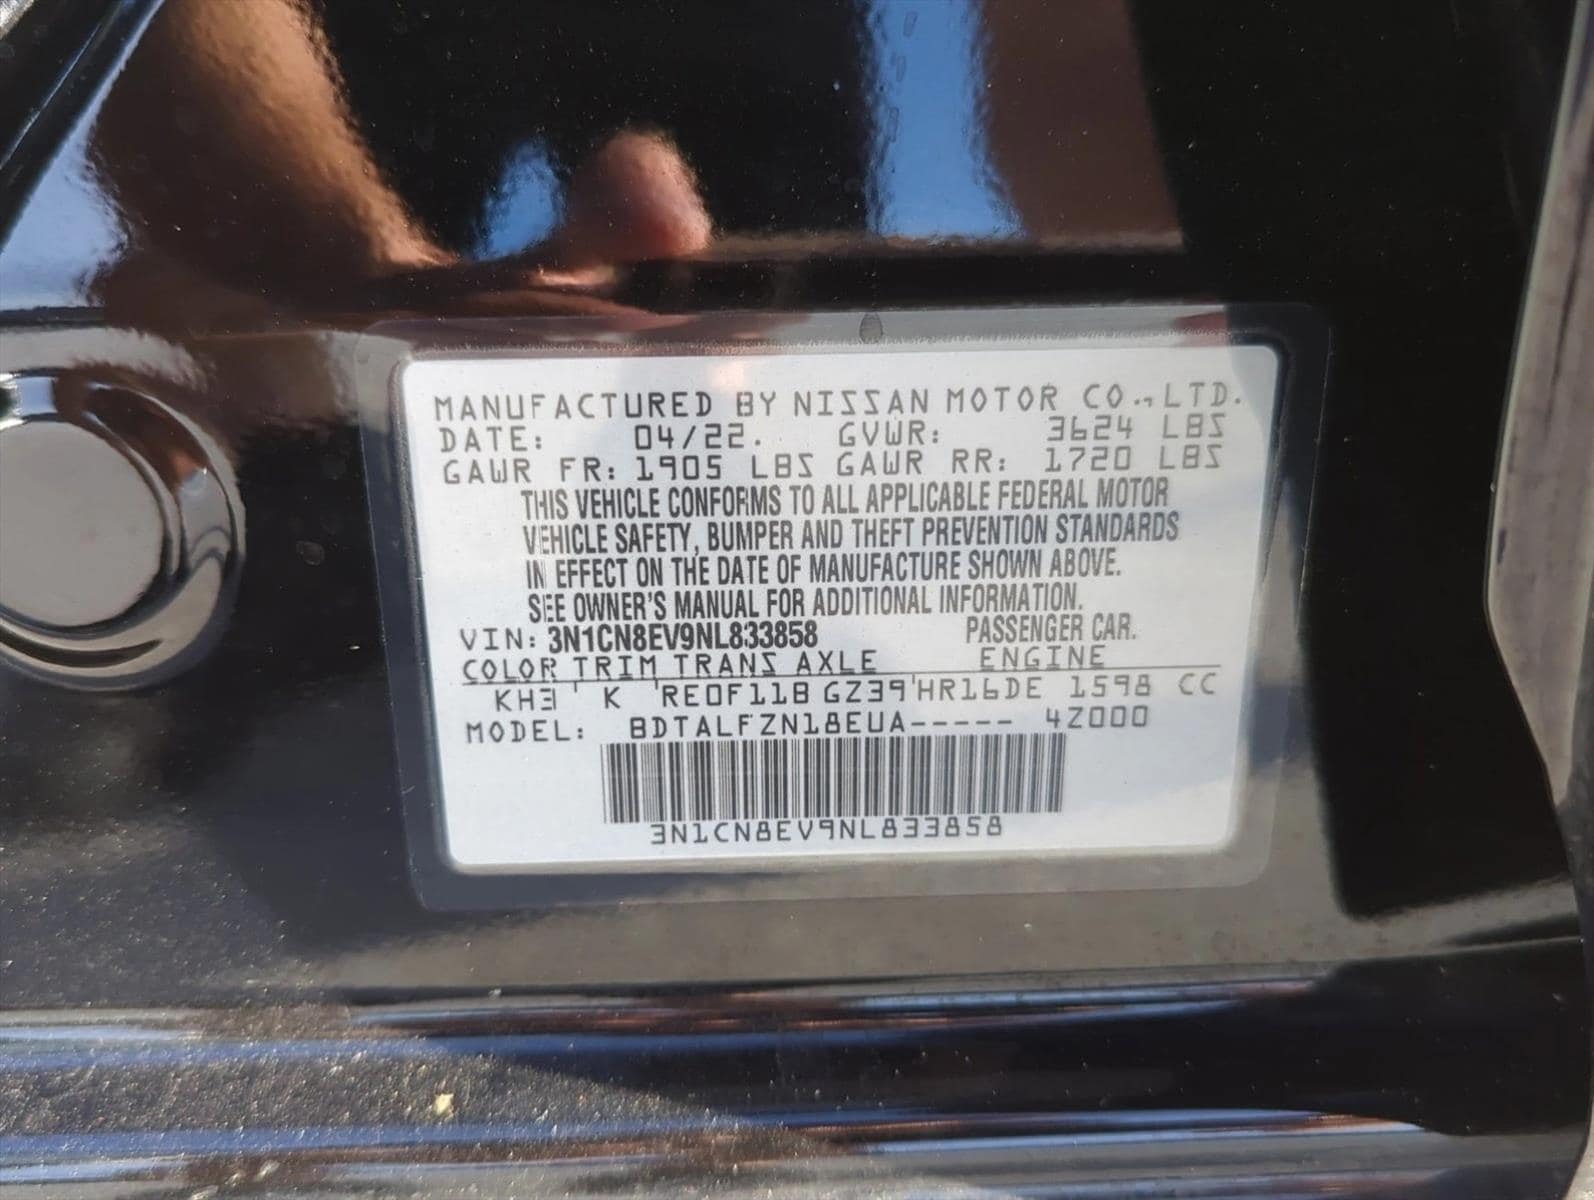 MANUFACTURED BY NISSAN MOTOR CO., LTD.
DATE: 04/22. GVWR: 3624 LBS
GAWR FR: 1905 LBS GAWR RR: 1720 LBS
THIS VEHICLE CONFORMS TO ALL APPLICABLE FEDERAL MOTOR
VEHICLE SAFETY, BUMPER AND THEFT PREVENTION STANDARDS
IN EFFECT ON THE DATE OF MANUFACTURE SHOWN ABOVE.
SEE OWNER'S MANUAL FOR ADDITIONAL INFORMATION.
VIN: 3N1CN8EV9NL833858 PASSENGER CAR.
COLOR TRIM TRANS AXLE ENGINE
KH3 K RE0F11B GZ39 HR16DE 1598 CC
MODEL: BDTALFZN18EUA----- 4Z000
3N1CN8EV9NL833858